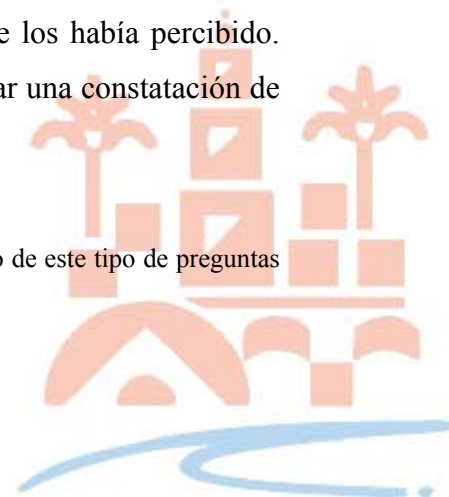 e los había percibido.
ar una constatación de
o de este tipo de preguntas